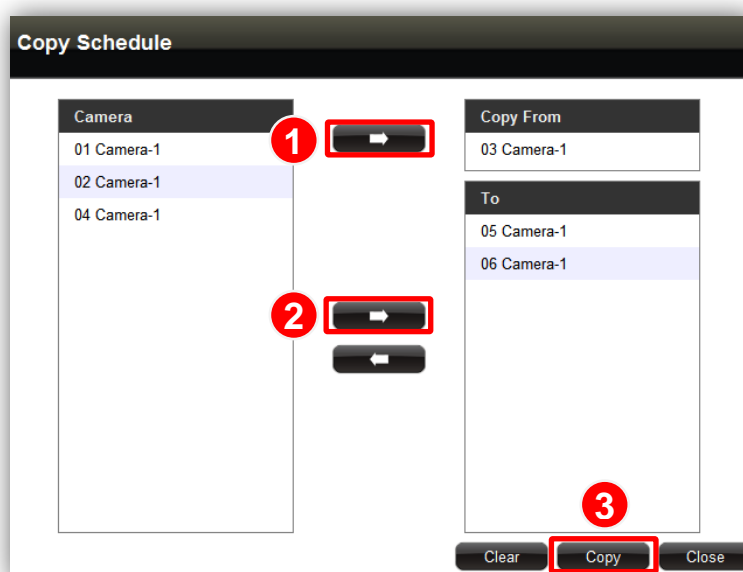 Copy Schedule
Camera
01 Camera-1
02 Camera-1
04 Camera-1
1
2
Copy From
03 Camera-1
To
05 Camera-1
06 Camera-1
3
Clear
Copy
Close